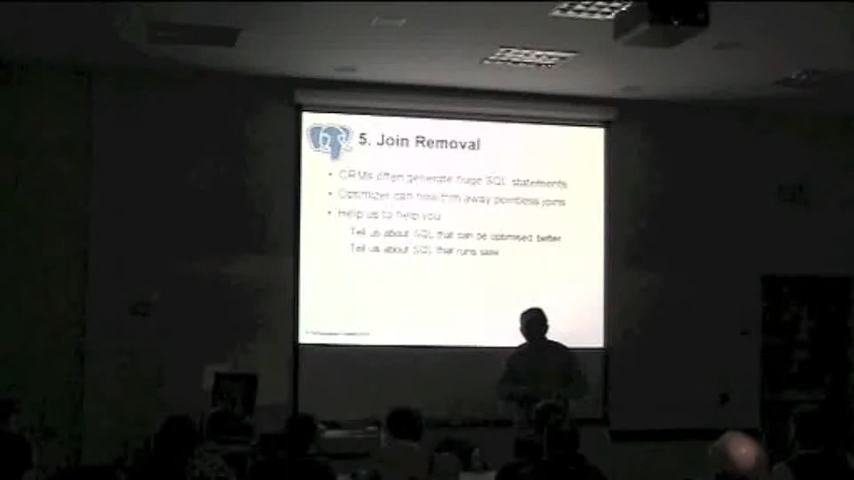 5. Join Removal
• CRMs often generate huge SQL statements
• Optimizer can now trim away pointless joins
• Help us to help you
Tell us about SQL that can be optimised better
Tell us about SQL that runs slow